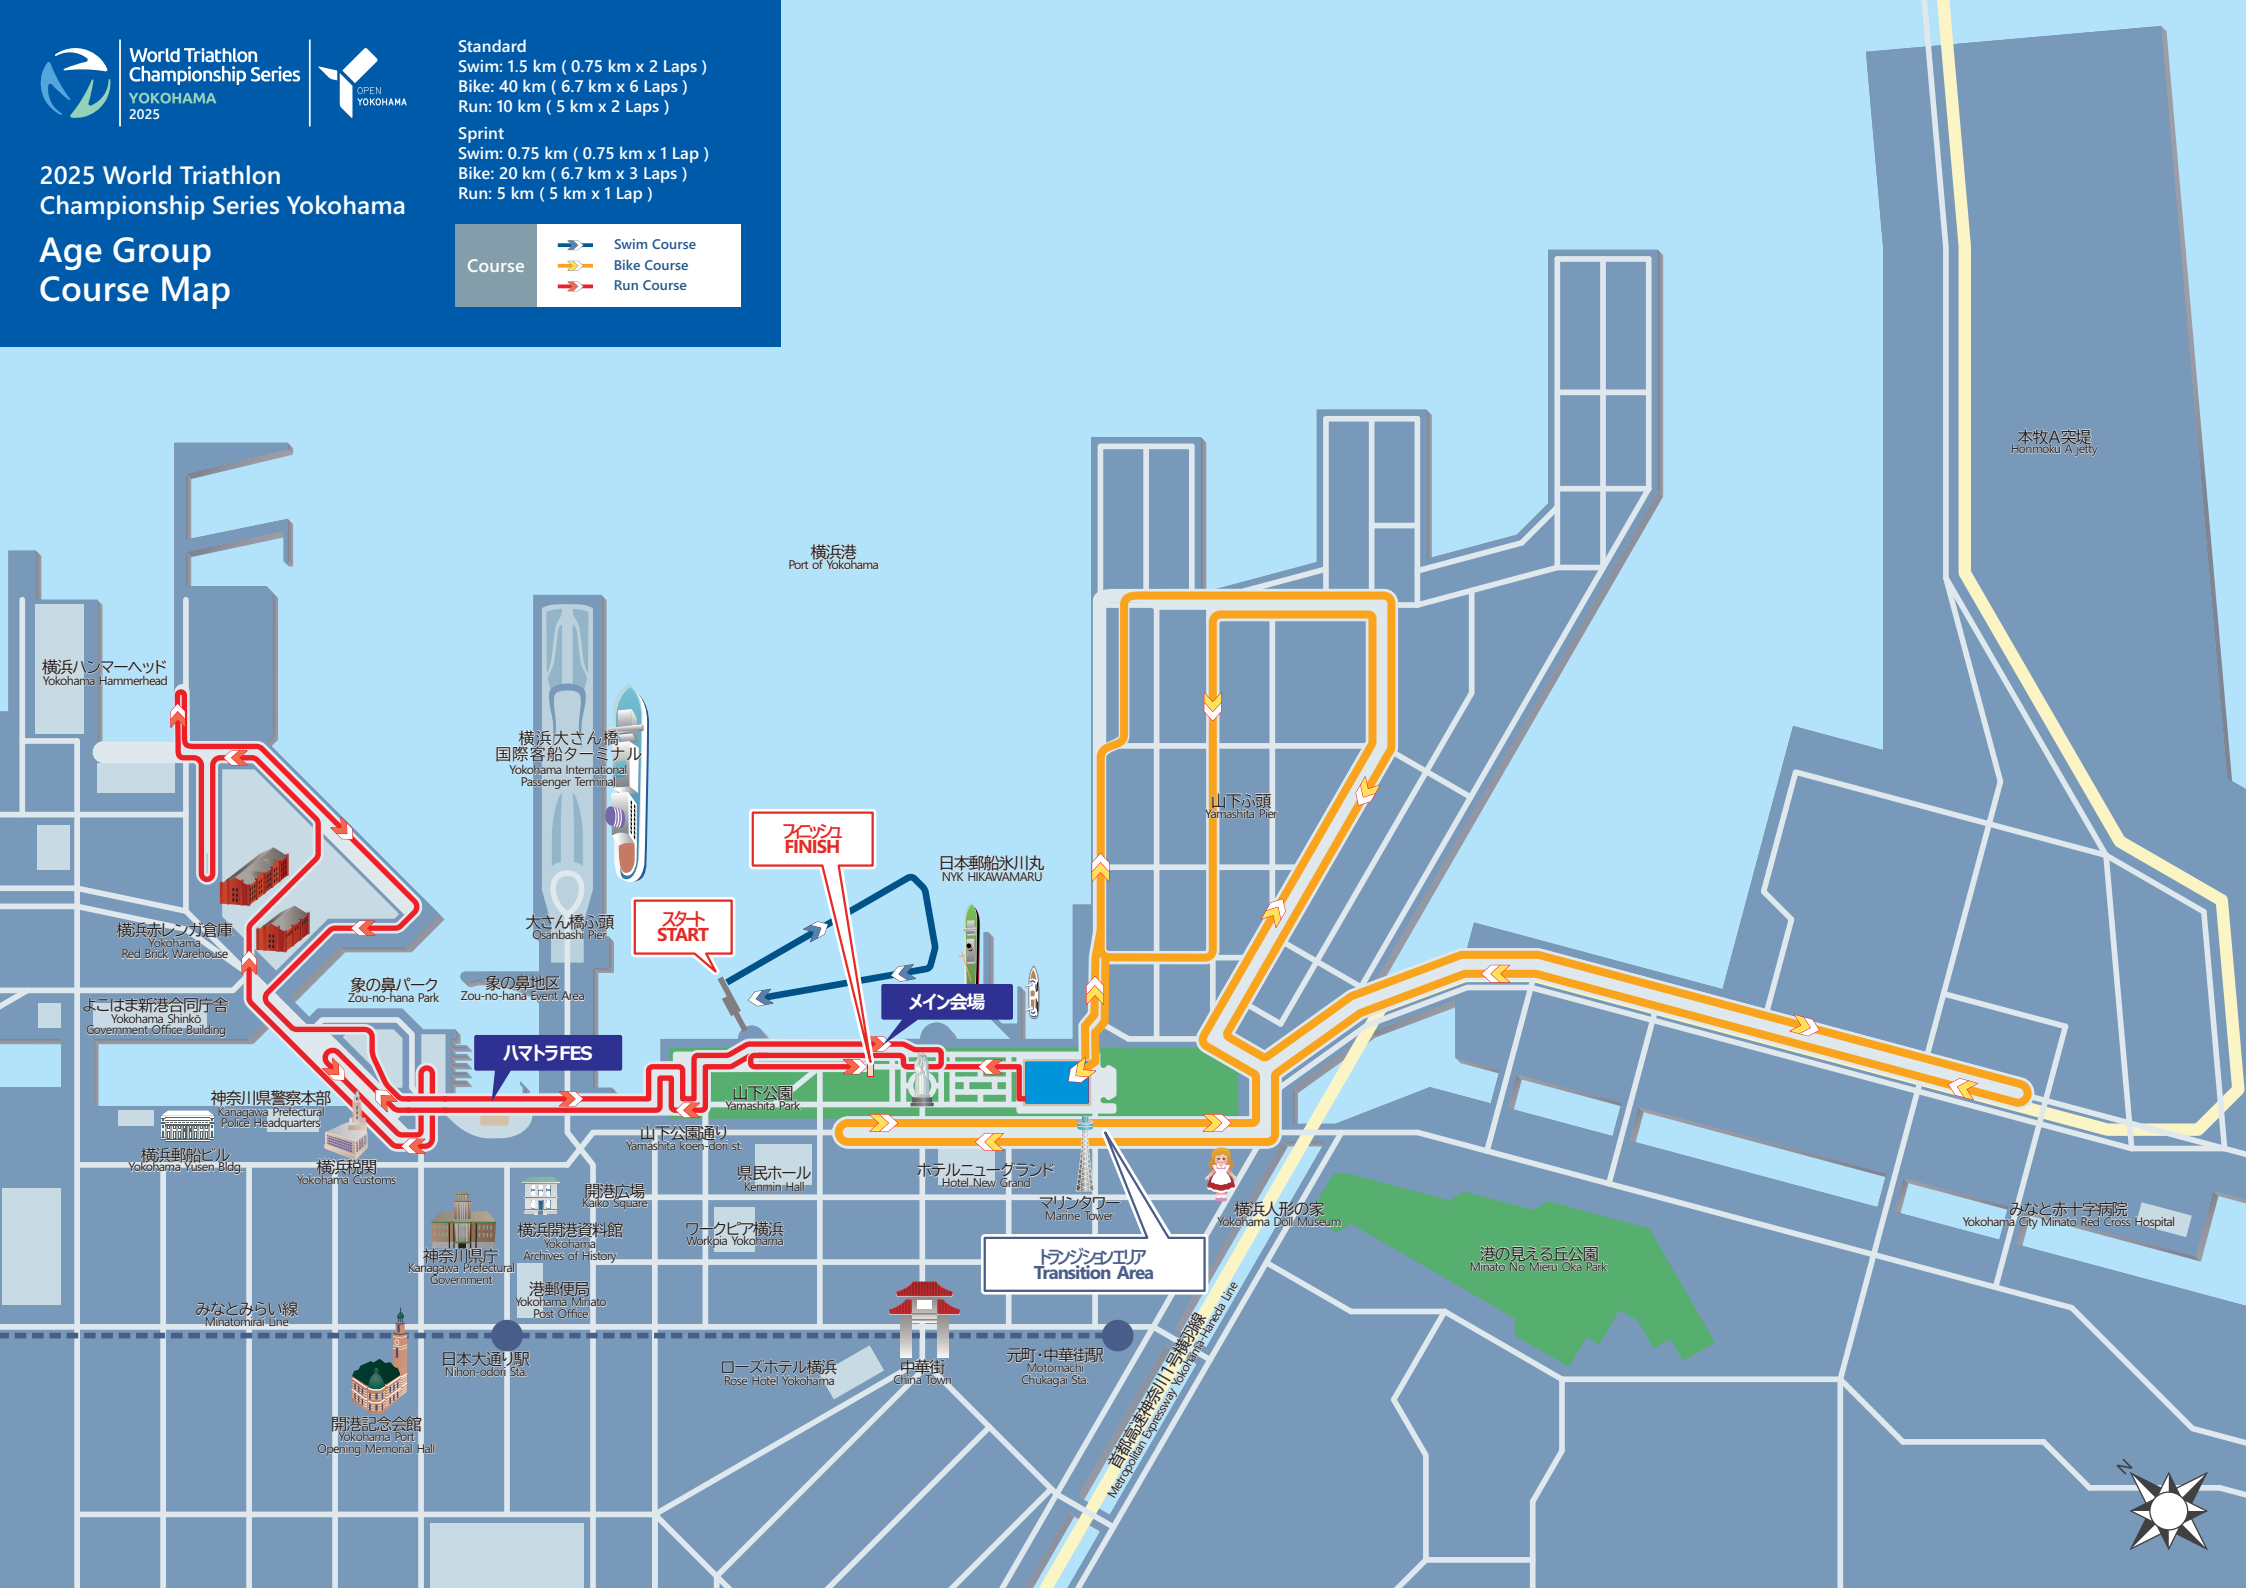 World Triathlon
Championship Series
YOKOHAMA
2025
OPEN
YOKOHAMA
2025 World Triathlon
Championship Series Yokohama
Age Group
Course Map
Standard
Swim: 1.5 km ( 0.75 km x 2 Laps )
Bike: 40 km ( 6.7 km x 6 Laps )
Run: 10 km ( 5 km x 2 Laps )
Sprint
Swim: 0.75 km ( 0.75 km x 1 Lap )
Bike: 20 km ( 6.7 km x 3 Laps )
Run: 5 km ( 5 km x 1 Lap )
Course
Swim Course
Bike Course
Run Course
本牧A突堤
Honmoku A jetty
横浜港
Port of Yokohama
横浜ハンマーヘッド
Yokohama Hammerhead
横浜大さん橋
国際客船ターミナル
Yokohama International
Passenger Terminal
山下ふ頭
Yamashita Pier
フィニッシュ
FINISH
日本郵船氷川丸
NYK HIKAWAMARU
スタート
START
大さん橋ふ頭
Osanbashi Pier
横浜赤レンガ倉庫
Yokohama
Red Brick Warehouse
象の鼻パーク
Zou-no-hana Park
象の鼻地区
Zou-no-hana Event Area
メイン会場
よこはま新港合同庁舎
Yokohama Shinkō
Government Office Building
ハマトラFES
神奈川県警察本部
Kanagawa Prefectural
Police Headquarters
山下公園
Yamashita Park
山下公園通り
Yamashita koen-dori st.
横浜郵船ビル
Yokohama Yusen Bldg.
横浜税関
Yokohama Customs
県民ホール
Kenmin Hall
ホテルニューグランド
Hotel New Grand
マリンタワー
Marine Tower
横浜人形の家
Yokohama Doll Museum
開港広場
Kaiko Square
横浜開港資料館
Yokohama
Archives of History
ワークピア横浜
Workpia Yokohama
神奈川県庁
Kanagawa Prefectural
Government
トランジションエリア
Transition Area
港の見える丘公園
Minato No Mieru Oka Park
みなと赤十字病院
Yokohama City Minato Red Cross Hospital
港郵便局
Yokohama Minato
Post Office
みなとみらい線
Minatomirai Line
日本大通り駅
Nihon-odori Sta.
ローズホテル横浜
Rose Hotel Yokohama
中華街
China Town
元町・中華街駅
Motomachi
Chukagai Sta.
首都高速神奈川1号横羽線
Metropolitan Expressway Yokohama-Haneda Line
開港記念会館
Yokohama Port
Opening Memorial Hall
N